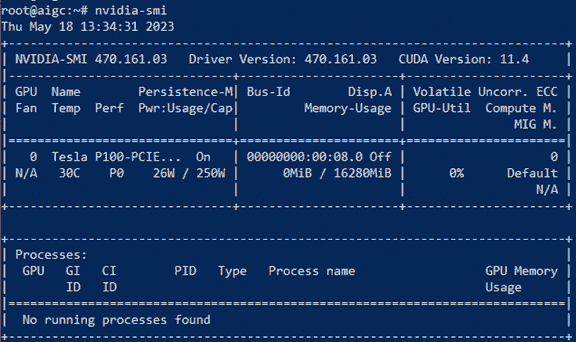 root@aigc:~# nvidia-smi
Thu May 18 13:34:31 2023
+-----------------------------------------------------------------------------+
| NVIDIA-SMI 470.161.03   Driver Version: 470.161.03   CUDA Version: 11.4     |
|-------------------------------+----------------------+----------------------+
| GPU  Name        Persistence-M| Bus-Id        Disp.A | Volatile Uncorr. ECC |
| Fan  Temp  Perf  Pwr:Usage/Cap|         Memory-Usage | GPU-Util  Compute M. |
|                               |                      |               MIG M. |
|===============================+======================+======================|
|   0  Tesla P100-PCIE...  On   | 00000000:00:08.0 Off |                    0 |
| N/A   30C    P0    26W / 250W |      0MiB / 16280MiB |      0%      Default |
|                               |                      |                  N/A |
+-------------------------------+----------------------+----------------------+

+-----------------------------------------------------------------------------+
| Processes:                                                                  |
|  GPU   GI   CI        PID   Type   Process name                  GPU Memory |
|        ID   ID                                                   Usage      |
|=============================================================================|
|  No running processes found                                                 |
+-----------------------------------------------------------------------------+